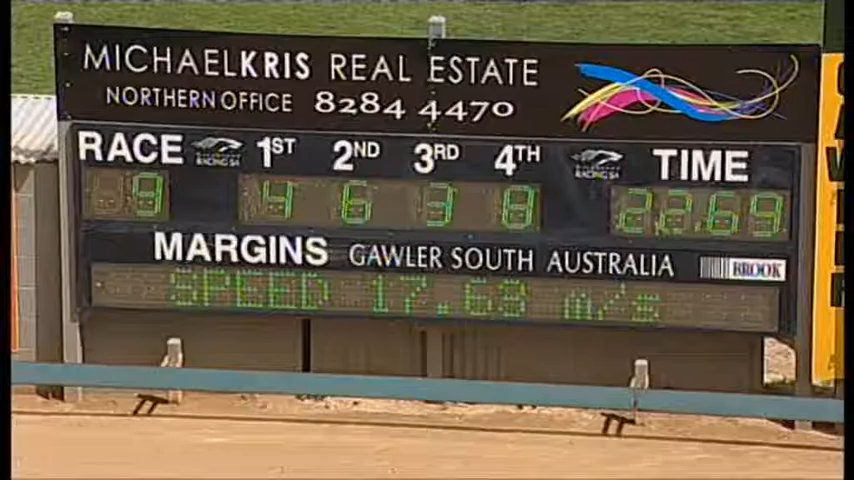 MICHAELKRIS REAL ESTATE
NORTHERN OFFICE 8284 4470
RACE 1ST 2ND 3RD 4TH TIME
9 4 6 3 8 22.69
MARGINS GAWLER SOUTH AUSTRALIA BROOK
SPEED 17.63 m/s